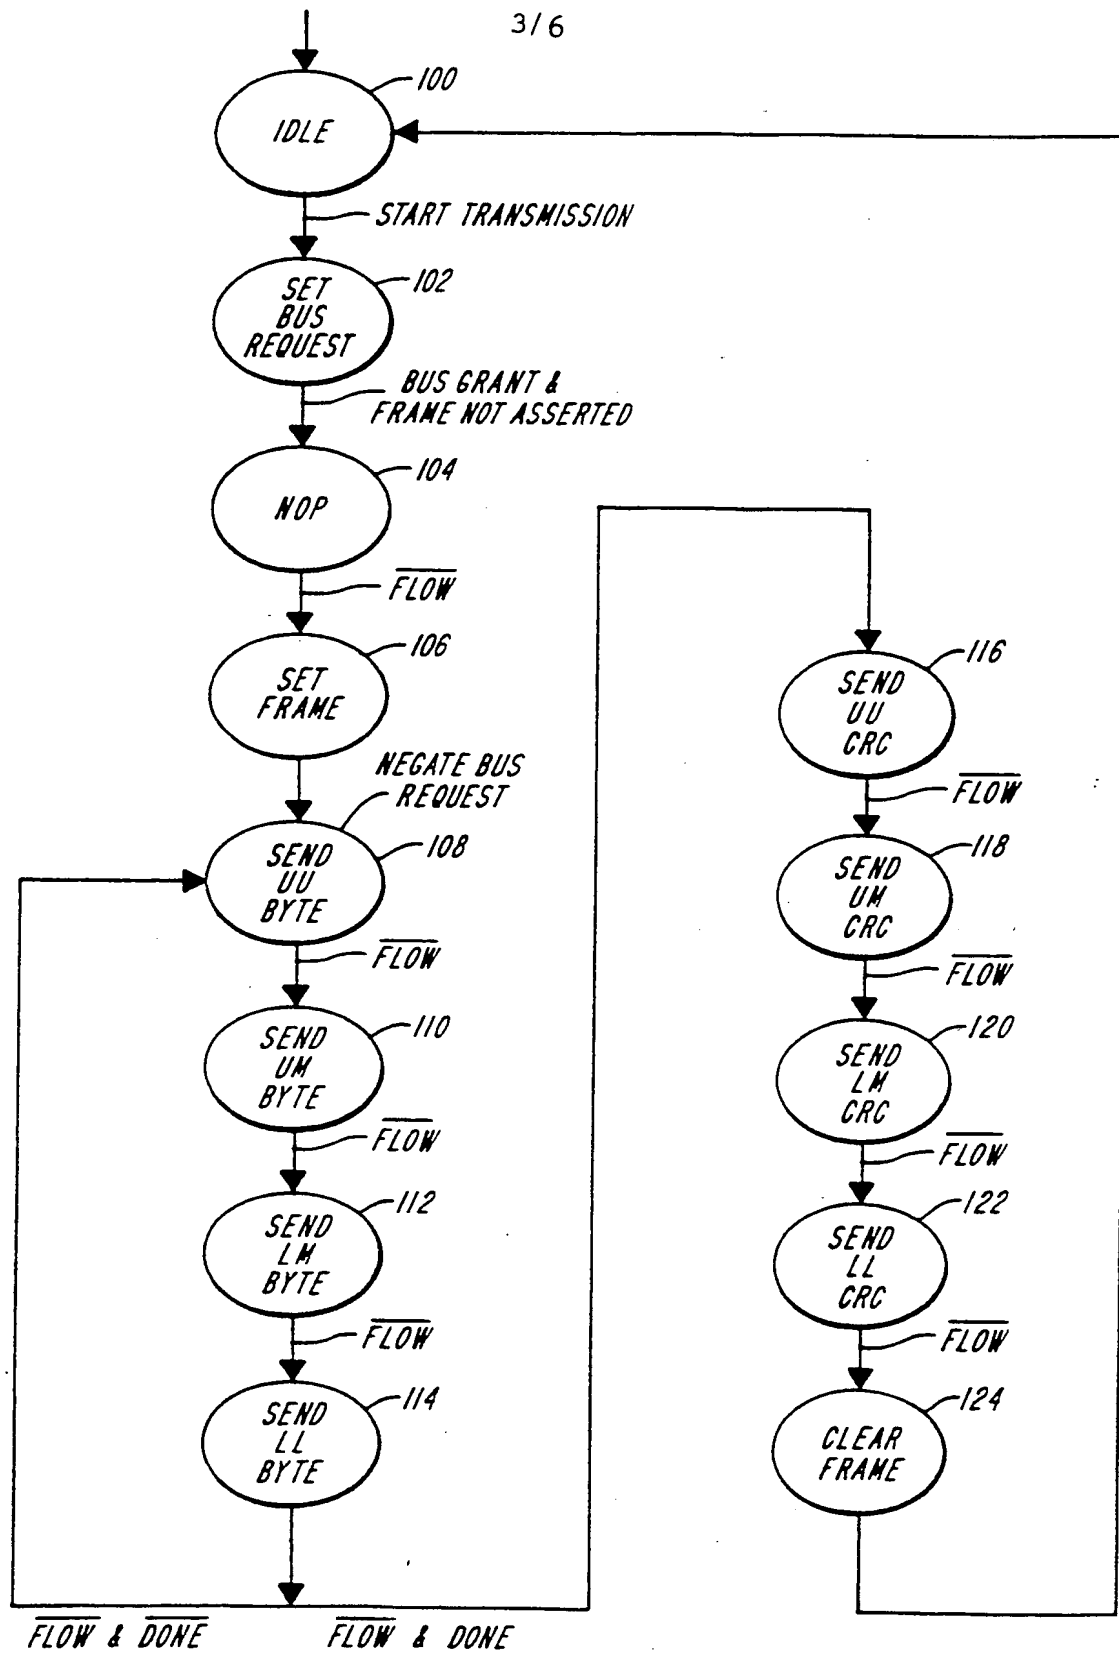 3/6
100
IDLE
START TRANSMISSION
102
SET
BUS
REQUEST
BUS GRANT &
FRAME NOT ASSERTED
104
NOP
FLOW
106
SET
FRAME
NEGATE BUS
REQUEST
108
SEND
UU
BYTE
FLOW
110
SEND
UM
BYTE
FLOW
112
SEND
LM
BYTE
FLOW
114
SEND
LL
BYTE
FLOW & DONE
FLOW & DONE
116
SEND
UU
CRC
FLOW
118
SEND
UM
CRC
FLOW
120
SEND
LM
CRC
FLOW
122
SEND
LL
CRC
FLOW
124
CLEAR
FRAME